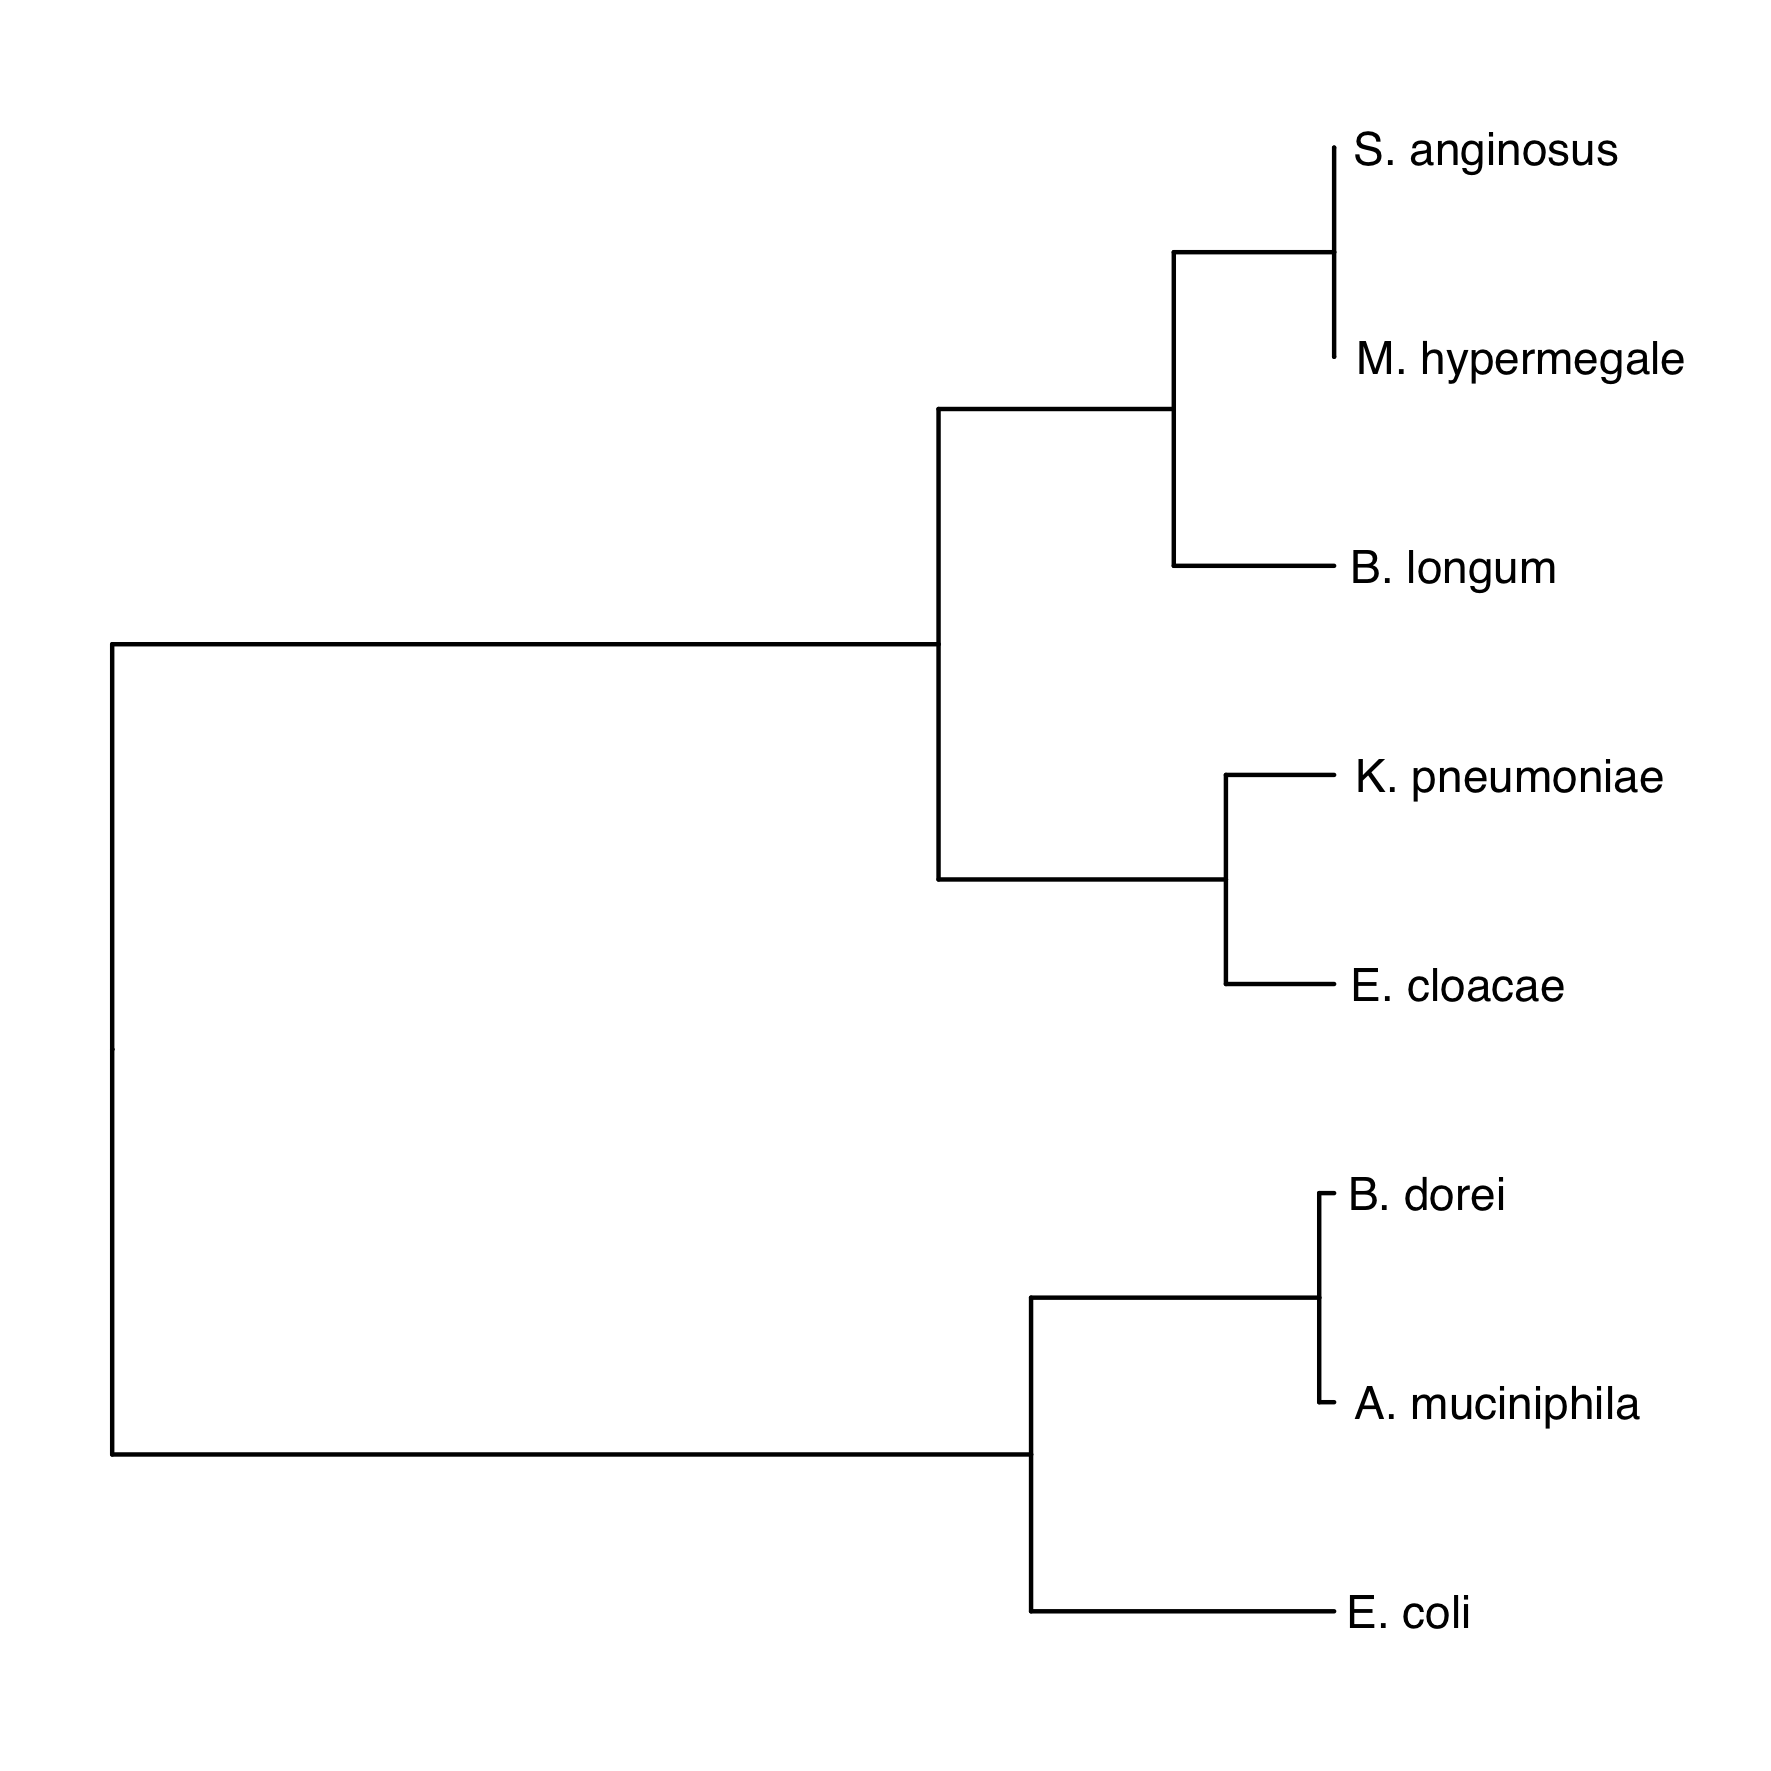 S. anginosus
M. hypermegale
B. longum
K. pneumoniae
E. cloacae
B. dorei
A. muciniphila
E. coli